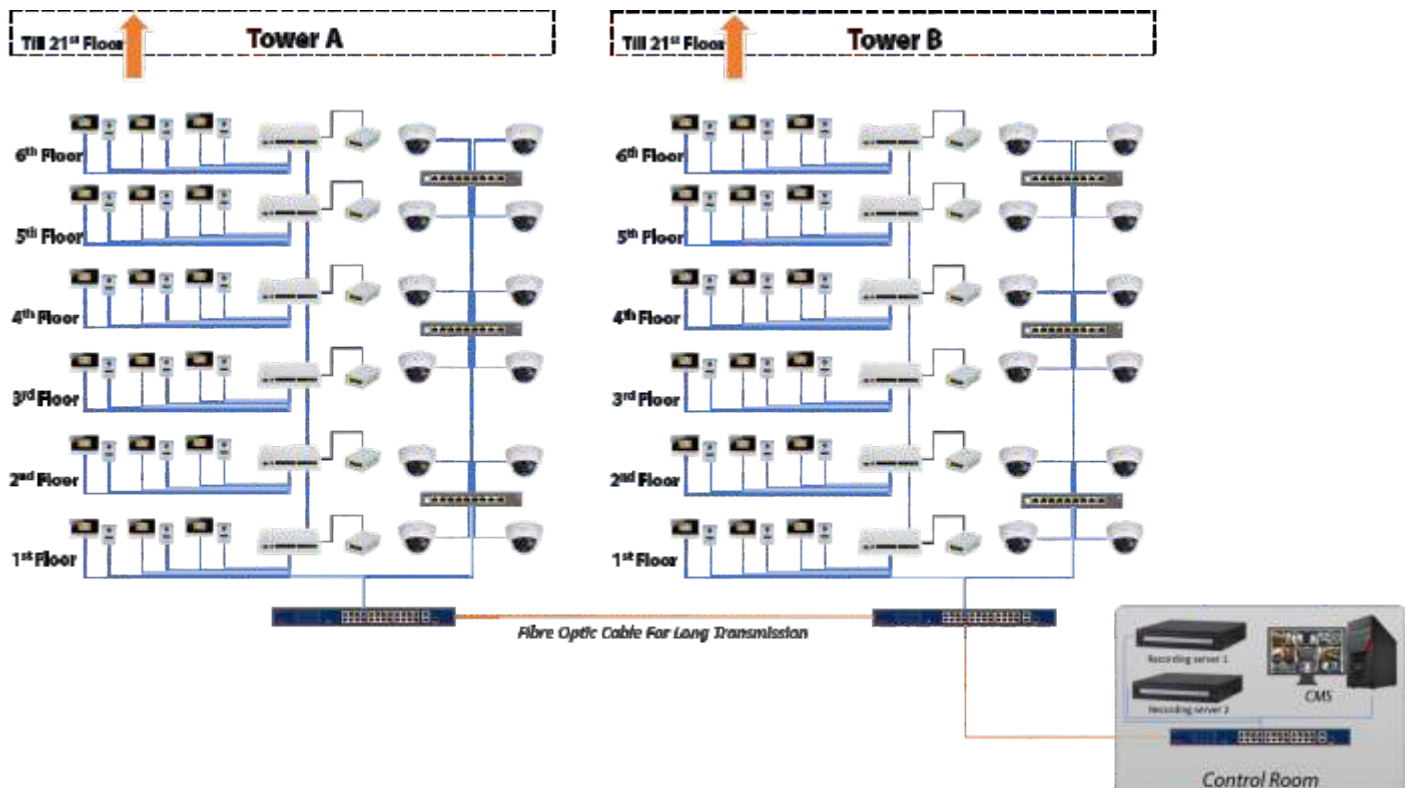 Till 21st Floor
Tower A
Till 21st Floor
Tower B
6th Floor
5th Floor
4th Floor
3rd Floor
2nd Floor
1st Floor
6th Floor
5th Floor
4th Floor
3rd Floor
2nd Floor
1st Floor
Fibre Optic Cable For Long Transmission
Recording server 1
Recording server 2
CMS
Control Room